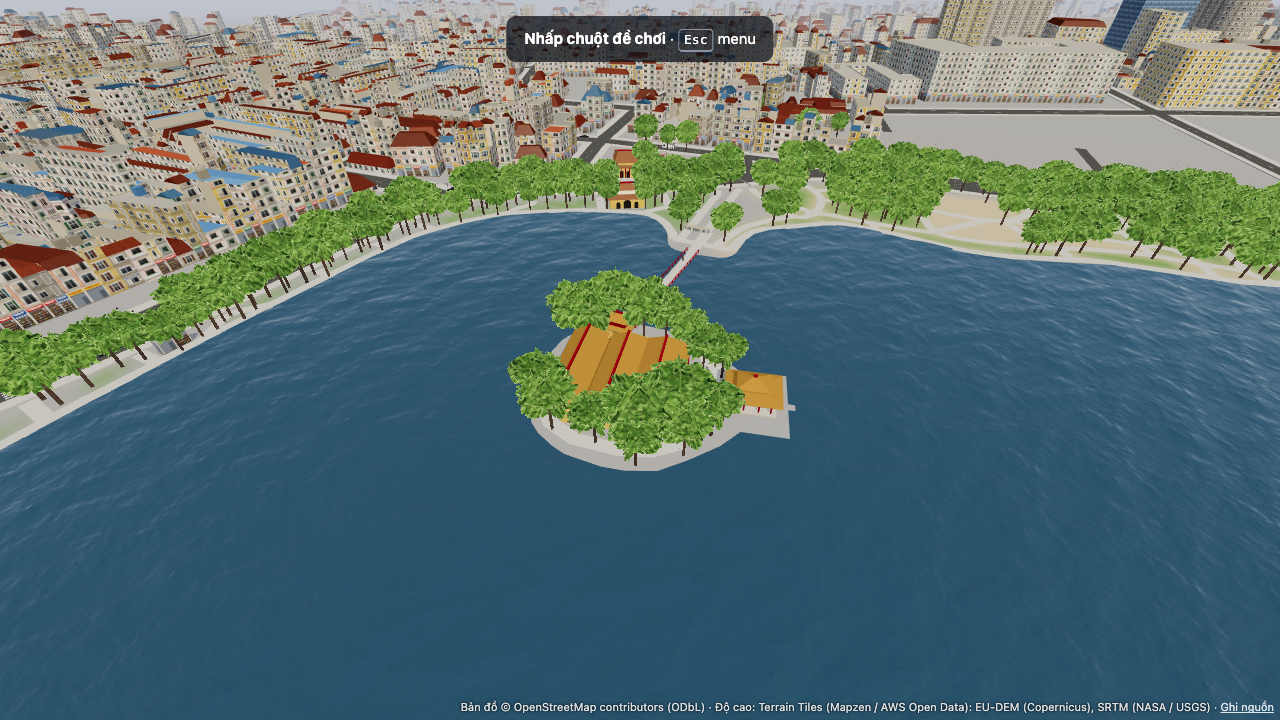 Nhấp chuột để chơi · Esc menu
Bản đồ © OpenStreetMap contributors (ODbL) · Độ cao: Terrain Tiles (Mapzen / AWS Open Data): EU-DEM (Copernicus), SRTM (NASA / USGS) · Ghi nguồn